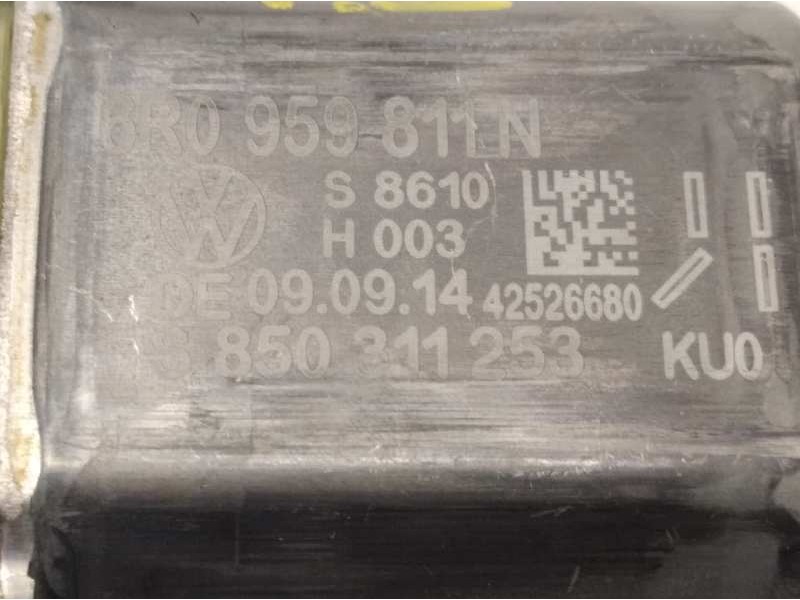 6R0 959 811 N
S 8610
H 003
DE 09.09.14
42526680
850 311 253
KU0